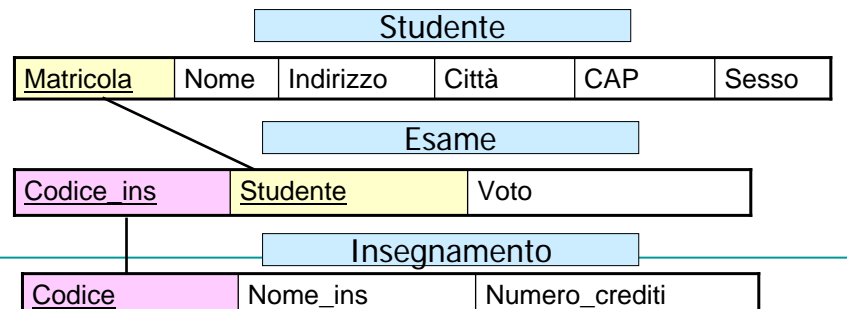 Studente
Matricola Nome Indirizzo Città CAP Sesso
Esame
Codice_ins Studente Voto
Insegnamento
Codice Nome_ins Numero_crediti